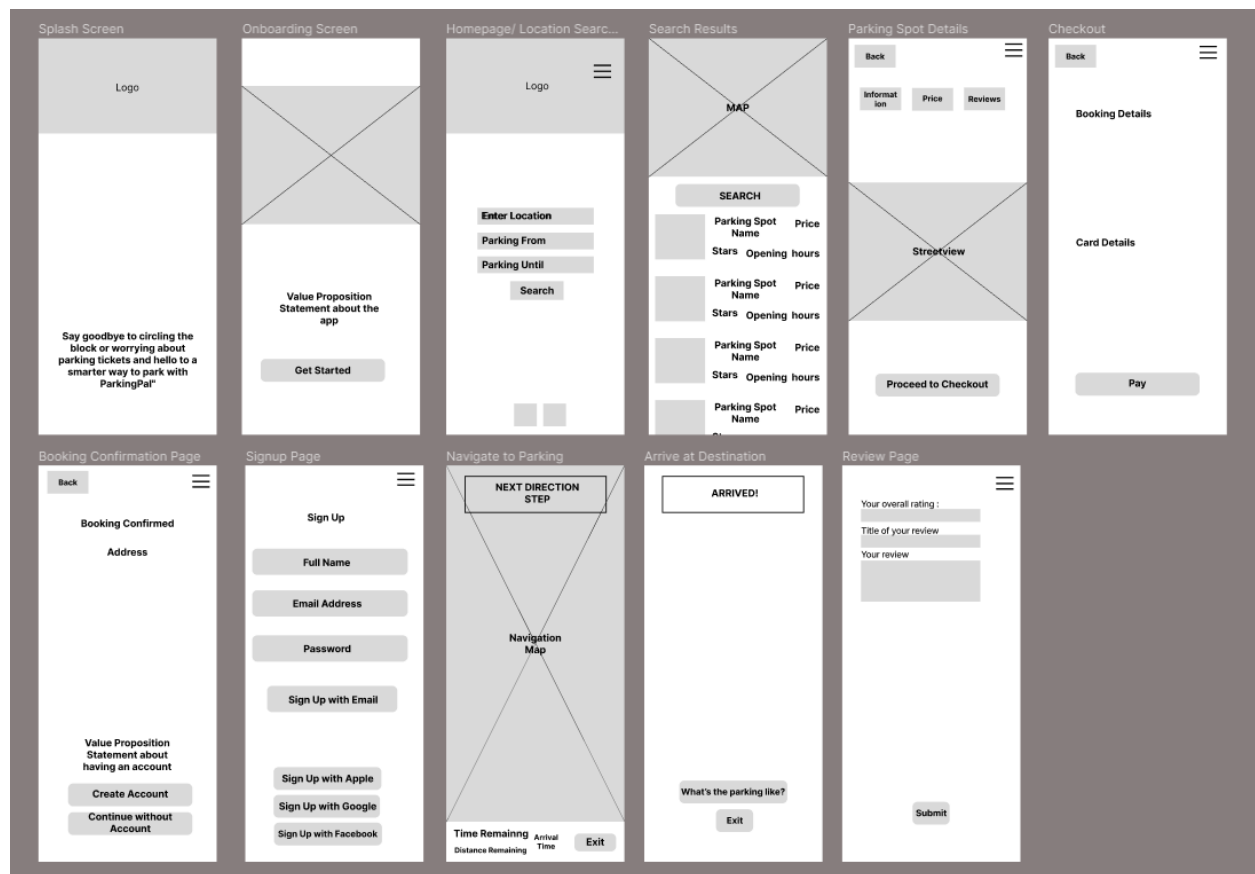 Splash Screen
Logo
Say goodbye to circling the
block or worrying about
parking tickets and hello to a
smarter way to park with
ParkingPal"
Onboarding Screen
Value Proposition
Statement about the
app
Get Started
Homepage/ Location Searc...
Logo
Enter Location
Parking From
Parking Until
Search
Search Results
MAP
SEARCH
Parking Spot
Name
Price
Stars
Opening hours
Parking Spot
Name
Price
Stars
Opening hours
Parking Spot
Name
Price
Stars
Opening hours
Parking Spot
Name
Price
Parking Spot Details
Back
Informat
ion
Price
Reviews
Streetview
Proceed to Checkout
Checkout
Back
Booking Details
Card Details
Pay
Booking Confirmation Page
Back
Booking Confirmed
Address
Value Proposition
Statement about
having an account
Create Account
Continue without
Account
Signup Page
Sign Up
Full Name
Email Address
Password
Sign Up with Email
Sign Up with Apple
Sign Up with Google
Sign Up with Facebook
Navigate to Parking
NEXT DIRECTION
STEP
Navigation
Map
Time Remainng
Distance Remaining
Arrival
Time
Exit
Arrive at Destination
ARRIVED!
What's the parking like?
Exit
Review Page
Your overall rating :
Title of your review
Your review
Submit